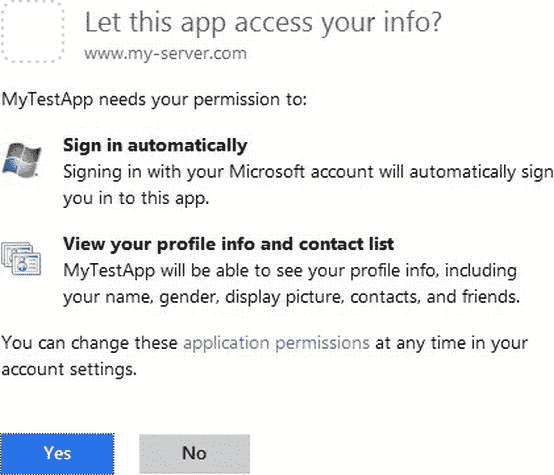 Let this app access your info?
www.my-server.com
MyTestApp needs your permission to:
Sign in automatically
Signing in with your Microsoft account will automatically sign
you in to this app.
View your profile info and contact list
MyTestApp will be able to see your profile info, including
your name, gender, display picture, contacts, and friends.
You can change these application permissions at any time in your
account settings.
Yes No